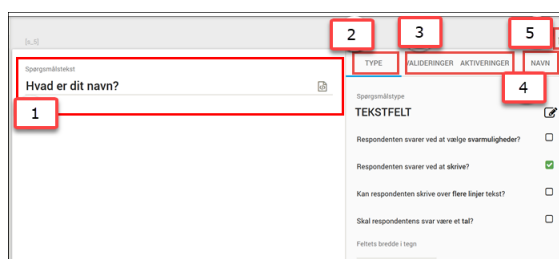 [s_5]
2
3
5
TYPE VALIDERINGER AKTIVERINGER NAVN
Spørgsmålstekst
Hvad er dit navn?
1
4
Spørgsmålstype
TEKSTFELT
Respondenten svarer ved at vælge svarmuligheder?
Respondenten svarer ved at skrive?
Kan respondenten skrive over flere linjer tekst?
Skal respondentens svar være et tal?
Feltets bredde i tegn